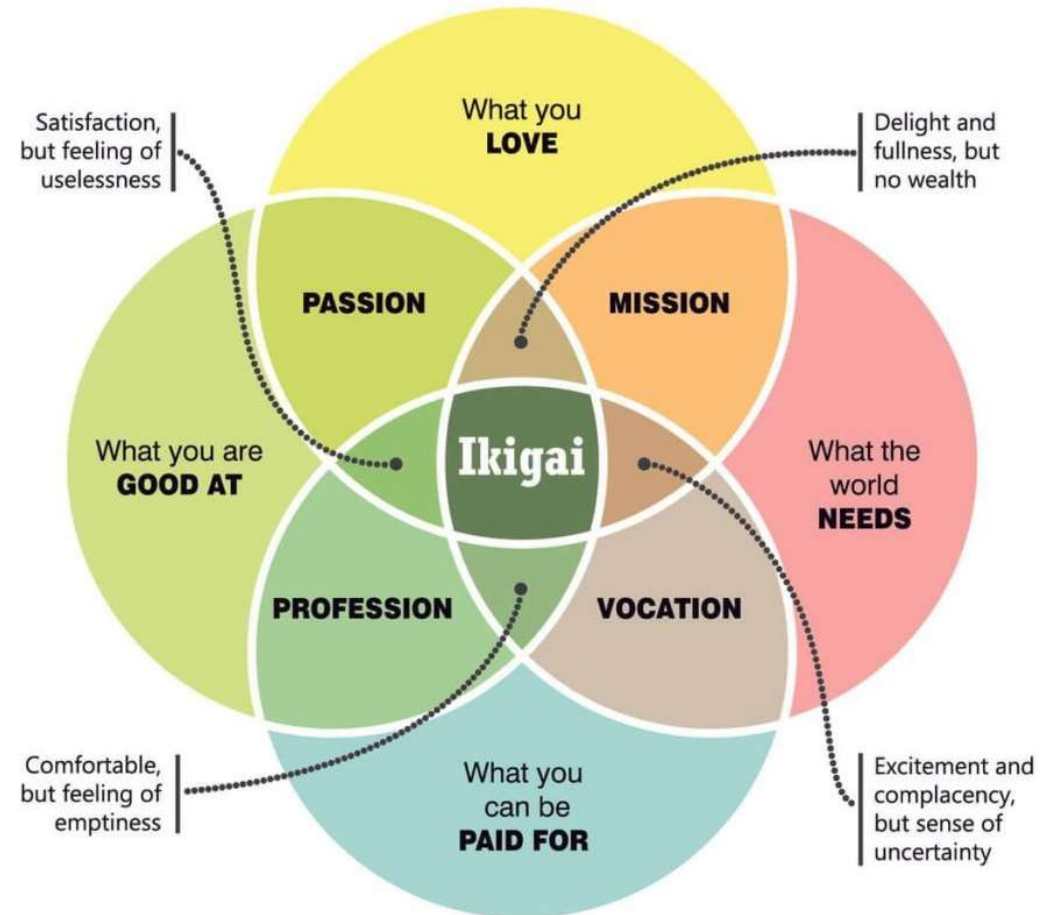 What you
LOVE
Satisfaction,
but feeling of
uselessness
Delight and
fullness, but
no wealth
PASSION
MISSION
What you are
GOOD AT
Ikigai
What the
world
NEEDS
PROFESSION
VOCATION
Comfortable,
but feeling of
emptiness
What you
can be
PAID FOR
Excitement and
complacency,
but sense of
uncertainty